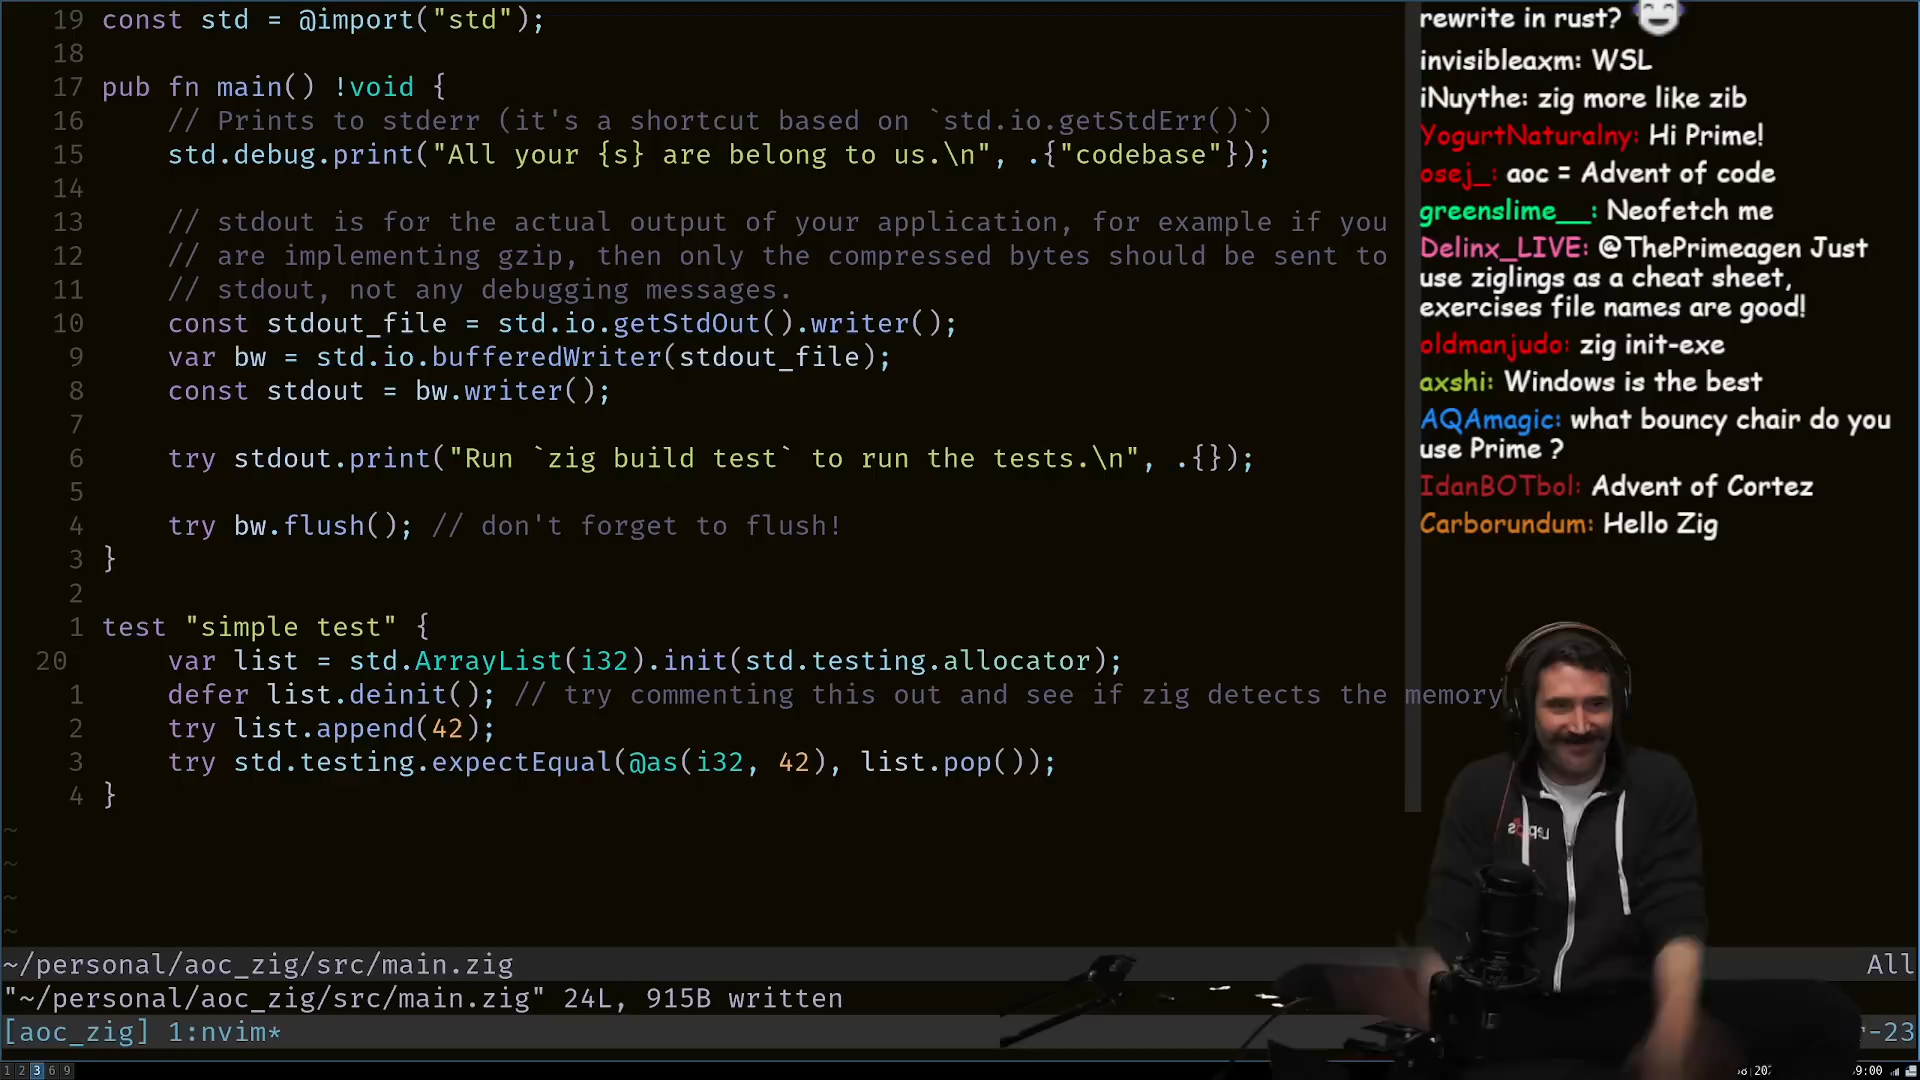 19 const std = @import("std");
18
17 pub fn main() !void {
16 // Prints to stderr (it's a shortcut based on `std.io.getStdErr()`)
15 std.debug.print("All your {s} are belong to us.\n", .{"codebase"});
14
13 // stdout is for the actual output of your application, for example if you
12 // are implementing gzip, then only the compressed bytes should be sent to
11 // stdout, not any debugging messages.
10 const stdout_file = std.io.getStdOut().writer();
9 var bw = std.io.bufferedWriter(stdout_file);
8 const stdout = bw.writer();
7
6 try stdout.print("Run `zig build test` to run the tests.\n", .{});
5
4 try bw.flush(); // don't forget to flush!
3 }
2
1 test "simple test" {
20 var list = std.ArrayList(i32).init(std.testing.allocator);
1 defer list.deinit(); // try commenting this out and see if zig detects the memory
2 try list.append(42);
3 try std.testing.expectEqual(@as(i32, 42), list.pop());
4 }
~
~
~
~
~/personal/aoc_zig/src/main.zig All
"~/personal/aoc_zig/src/main.zig" 24L, 915B written
[aoc_zig] 1:nvim* -23
1 2 3 6 9 9:00
rewrite in rust?
invisibleaxm: WSL
iNuythe: zig more like zib
YogurtNaturalny: Hi Prime!
osej_: aoc = Advent of code
greenslime__: Neofetch me
Delinx_LIVE: @ThePrimeagen Just
use ziglings as a cheat sheet,
exercises file names are good!
oldmanjudo: zig init-exe
axshi: Windows is the best
AQAmagic: what bouncy chair do you
use Prime ?
IdanBOTbol: Advent of Cortez
Carborundum: Hello Zig